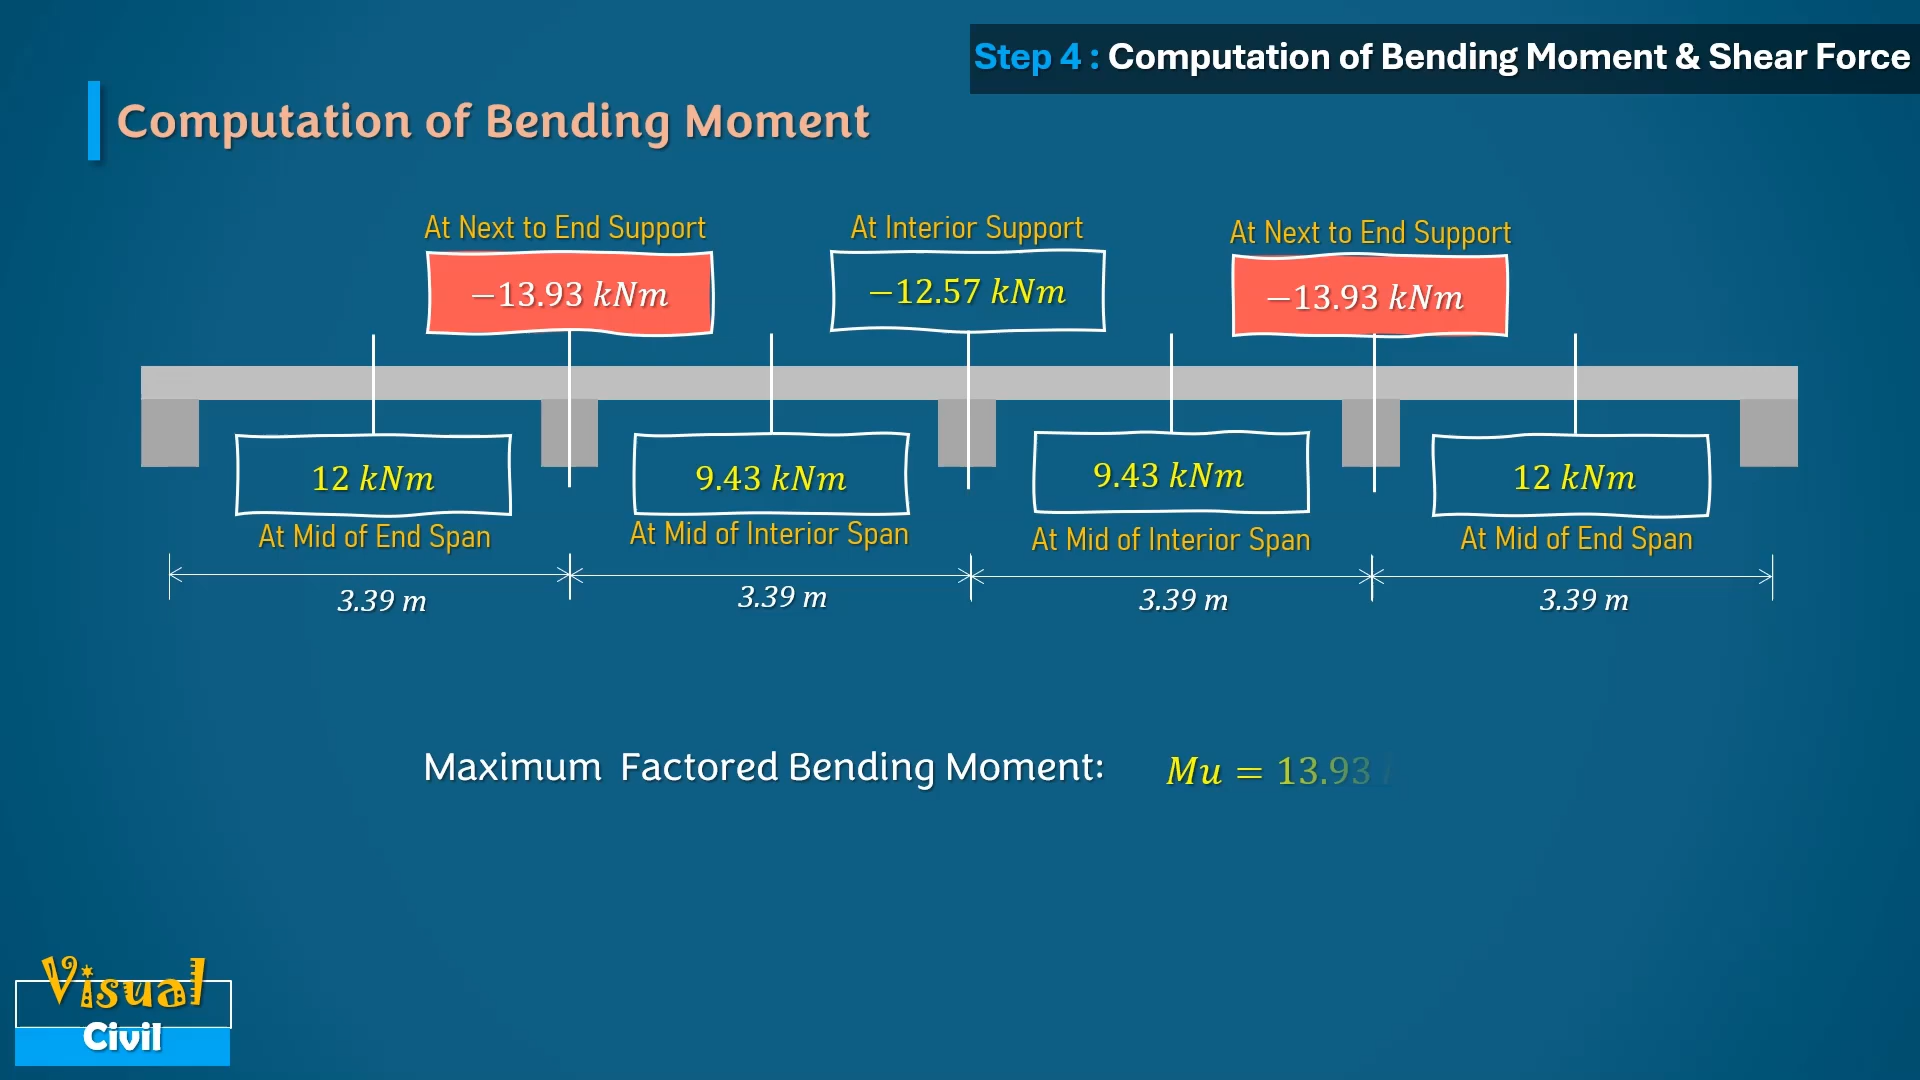 Step 4 : Computation of Bending Moment & Shear Force
Computation of Bending Moment
At Next to End Support
At Interior Support
At Next to End Support
−13.93 kNm
−12.57 kNm
−13.93 kNm
12 kNm
9.43 kNm
9.43 kNm
12 kNm
At Mid of End Span
At Mid of Interior Span
At Mid of Interior Span
At Mid of End Span
3.39 m
3.39 m
3.39 m
3.39 m
Maximum Factored Bending Moment: Mu = 13.93
Visual
Civil